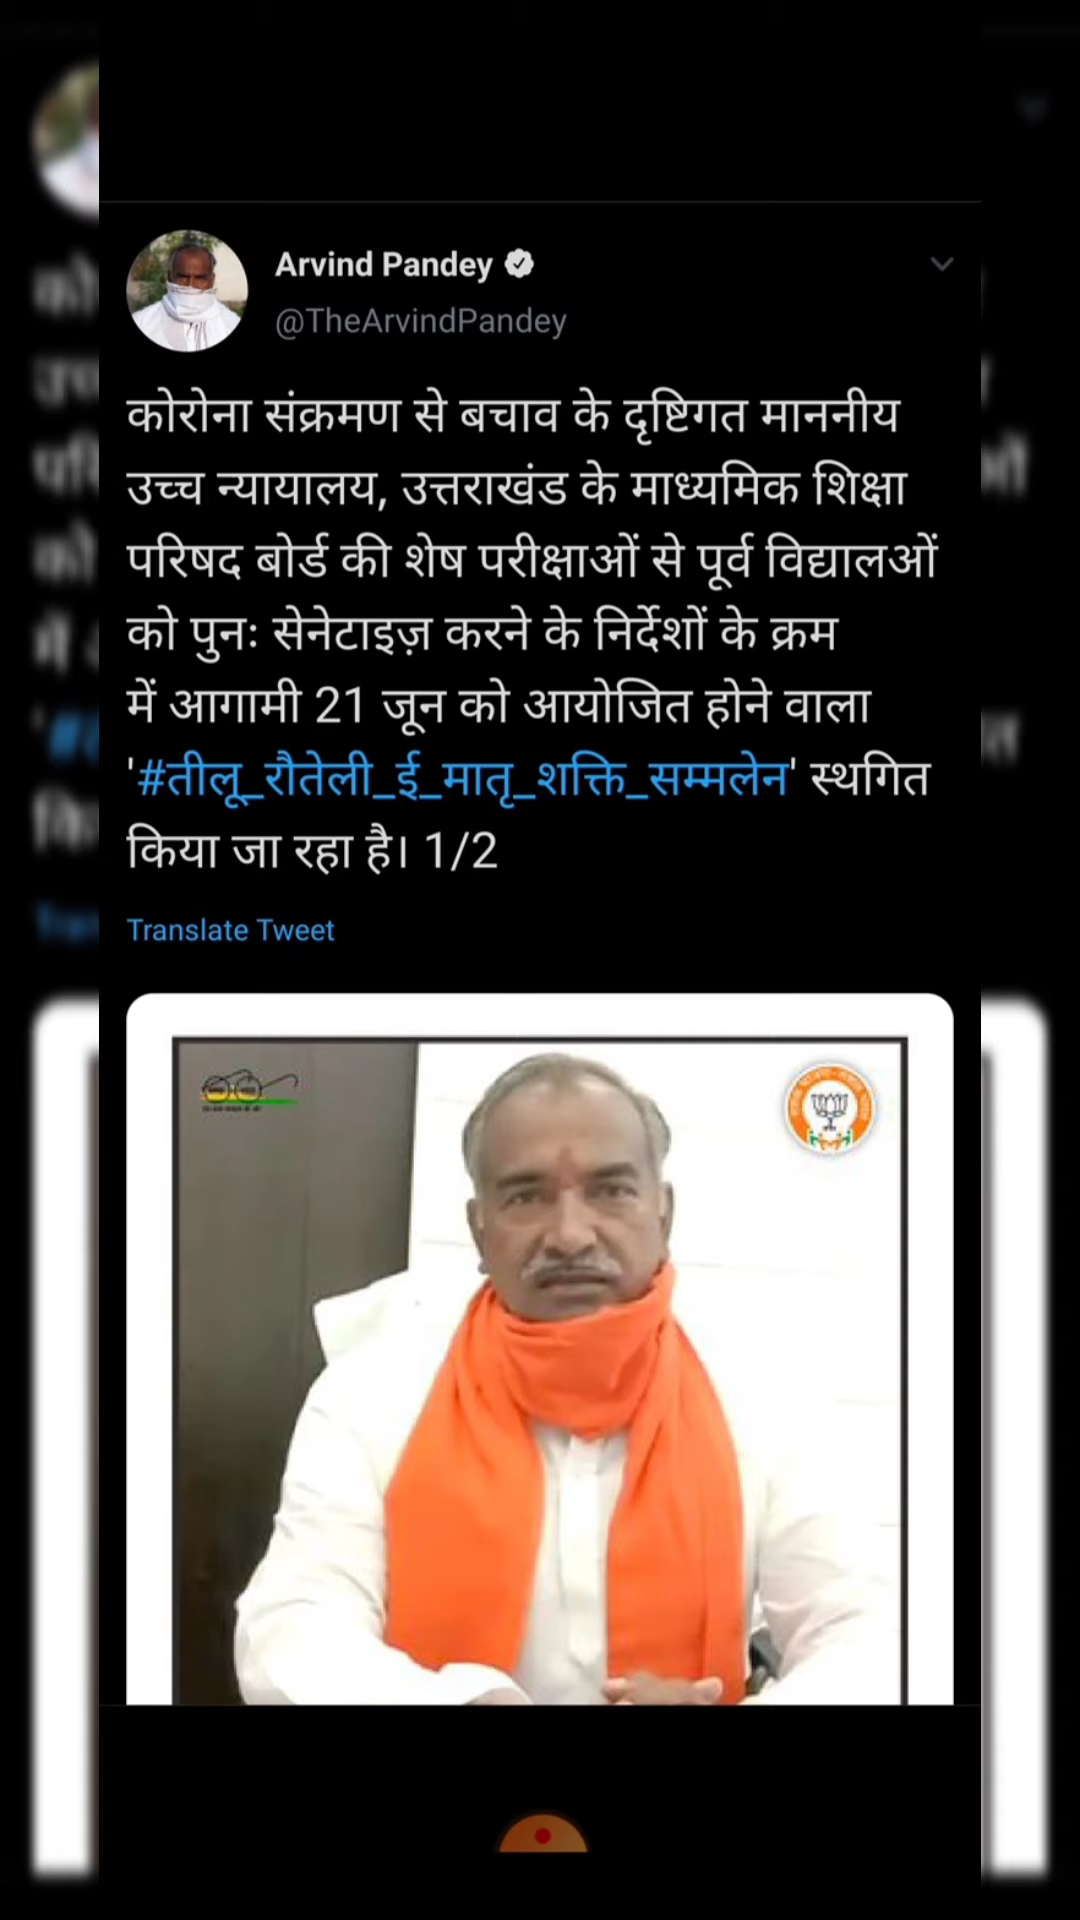 Arvind Pandey
@TheArvindPandey
कोरोना संक्रमण से बचाव के दृष्टिगत माननीय
उच्च न्यायालय, उत्तराखंड के माध्यमिक शिक्षा
परिषद बोर्ड की शेष परीक्षाओं से पूर्व विद्यालओं
को पुनः सेनेटाइज़ करने के निर्देशों के क्रम
में आगामी 21 जून को आयोजित होने वाला
'#तीलू_रौतेली_ई_मातृ_शक्ति_सम्मलेन' स्थगित
किया जा रहा है। 1/2
Translate Tweet